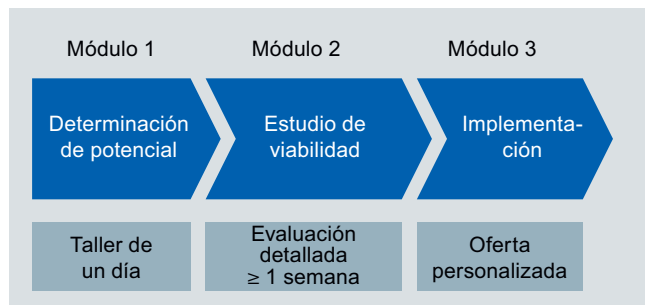 Módulo 1
Módulo 2
Módulo 3
Determinación
de potencial
Estudio de
viabilidad
Implementa-
ción
Taller de
un día
Evaluación
detallada
≥ 1 semana
Oferta
personalizada